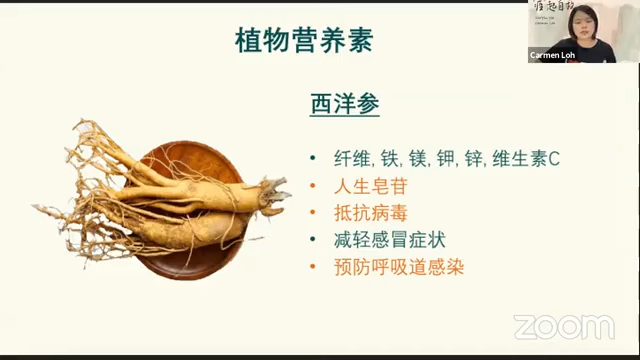 植物营养素
西洋参
• 纤维, 铁, 镁, 钾, 锌, 维生素C
• 人生皂苷
• 抵抗病毒
• 减轻感冒症状
• 预防呼吸道感染
Carmen Loh
zoom